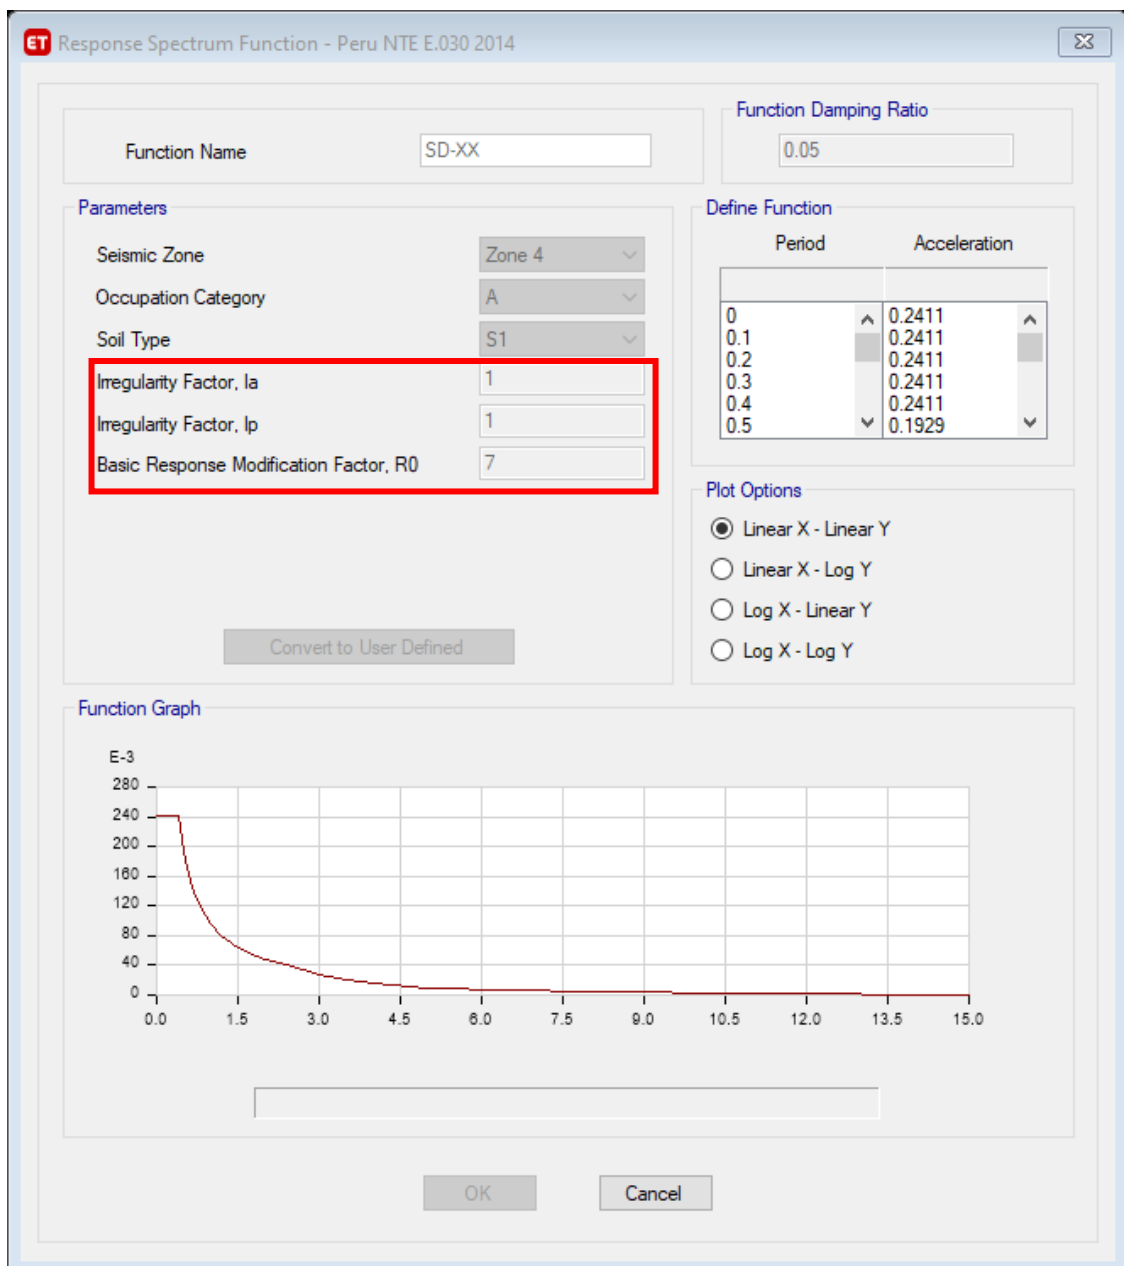 ET Response Spectrum Function - Peru NTE E.030 2014
Function Name SD-XX
Function Damping Ratio
0.05
Parameters
Seismic Zone Zone 4
Occupation Category A
Soil Type S1
Irregularity Factor, Ia 1
Irregularity Factor, Ip 1
Basic Response Modification Factor, R0 7
Convert to User Defined
Define Function
Period Acceleration
0 0.2411
0.1 0.2411
0.2 0.2411
0.3 0.2411
0.4 0.2411
0.5 0.1929
Plot Options
Linear X - Linear Y
Linear X - Log Y
Log X - Linear Y
Log X - Log Y
Function Graph
E-3
280
240
200
160
120
80
40
0
0.0 1.5 3.0 4.5 6.0 7.5 9.0 10.5 12.0 13.5 15.0
OK Cancel